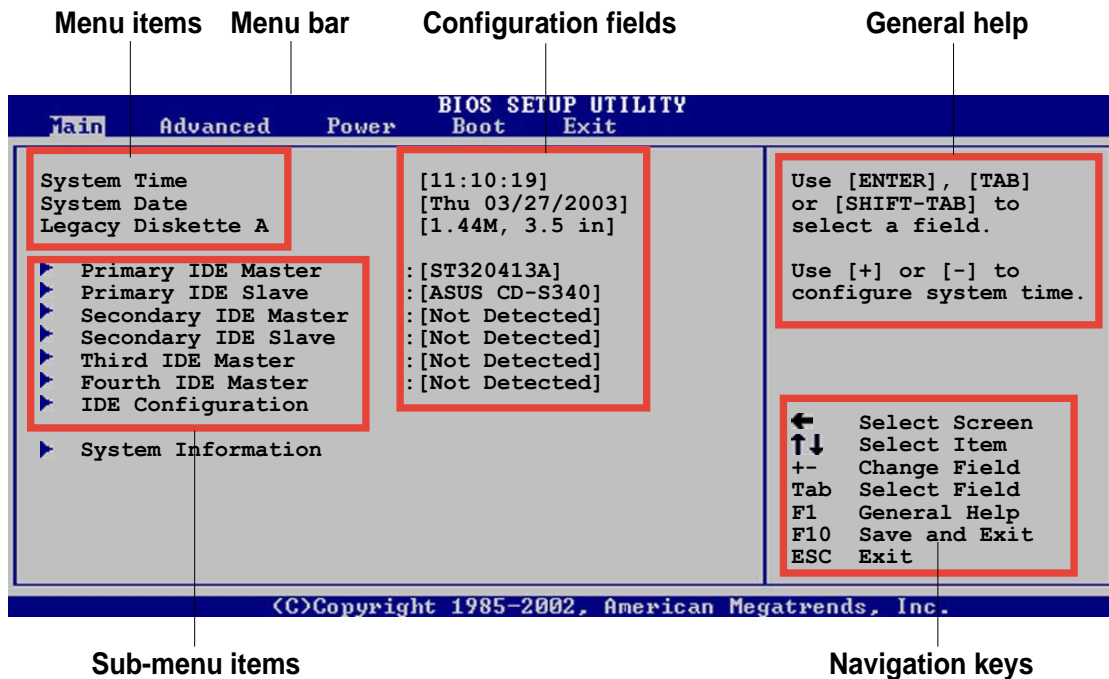 Menu items Menu bar Configuration fields General help
BIOS SETUP UTILITY
Main Advanced Power Boot Exit
System Time [11:10:19]
System Date [Thu 03/27/2003]
Legacy Diskette A [1.44M, 3.5 in]
Primary IDE Master :[ST320413A]
Primary IDE Slave :[ASUS CD-S340]
Secondary IDE Master :[Not Detected]
Secondary IDE Slave :[Not Detected]
Third IDE Master :[Not Detected]
Fourth IDE Master :[Not Detected]
IDE Configuration
System Information
Use [ENTER], [TAB]
or [SHIFT-TAB] to
select a field.
Use [+] or [-] to
configure system time.
← Select Screen
↑↓ Select Item
+- Change Field
Tab Select Field
F1 General Help
F10 Save and Exit
ESC Exit
(C)Copyright 1985-2002, American Megatrends, Inc.
Sub-menu items Navigation keys